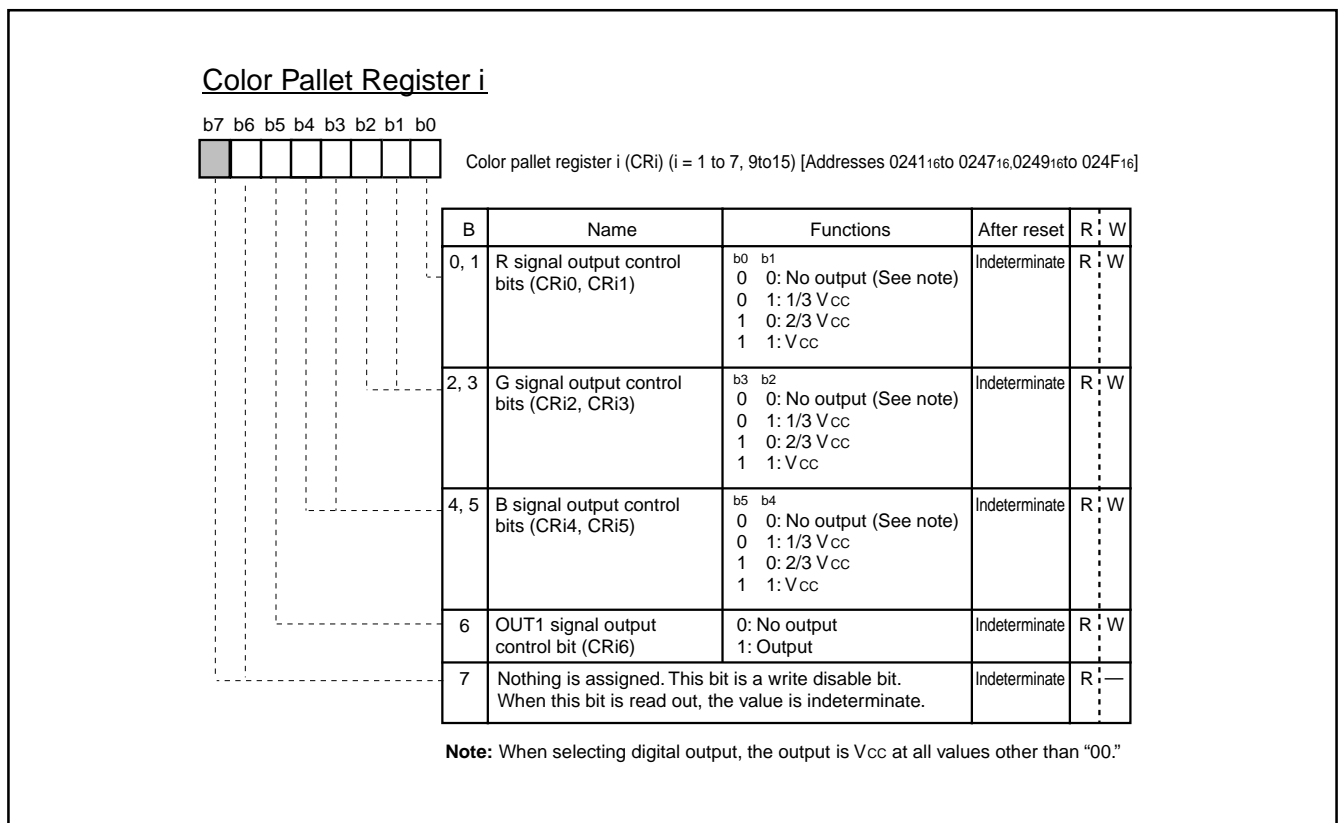 Color Pallet Register i
b7 b6 b5 b4 b3 b2 b1 b0
Color pallet register i (CRi) (i = 1 to 7, 9to15) [Addresses 024116to 024716,024916to 024F16]
B Name Functions After reset R W
0, 1 R signal output control bits (CRi0, CRi1) Indeterminate R W
b0 b1
0 0: No output (See note)
0 1: 1/3 VCC
1 0: 2/3 VCC
1 1: VCC
2, 3 G signal output control bits (CRi2, CRi3) Indeterminate R W
b3 b2
0 0: No output (See note)
0 1: 1/3 VCC
1 0: 2/3 VCC
1 1: VCC
4, 5 B signal output control bits (CRi4, CRi5) Indeterminate R W
b5 b4
0 0: No output (See note)
0 1: 1/3 VCC
1 0: 2/3 VCC
1 1: VCC
6 OUT1 signal output control bit (CRi6) Indeterminate R W
0: No output
1: Output
7 Nothing is assigned. This bit is a write disable bit. Indeterminate R —
When this bit is read out, the value is indeterminate.
Note: When selecting digital output, the output is VCC at all values other than “00.”